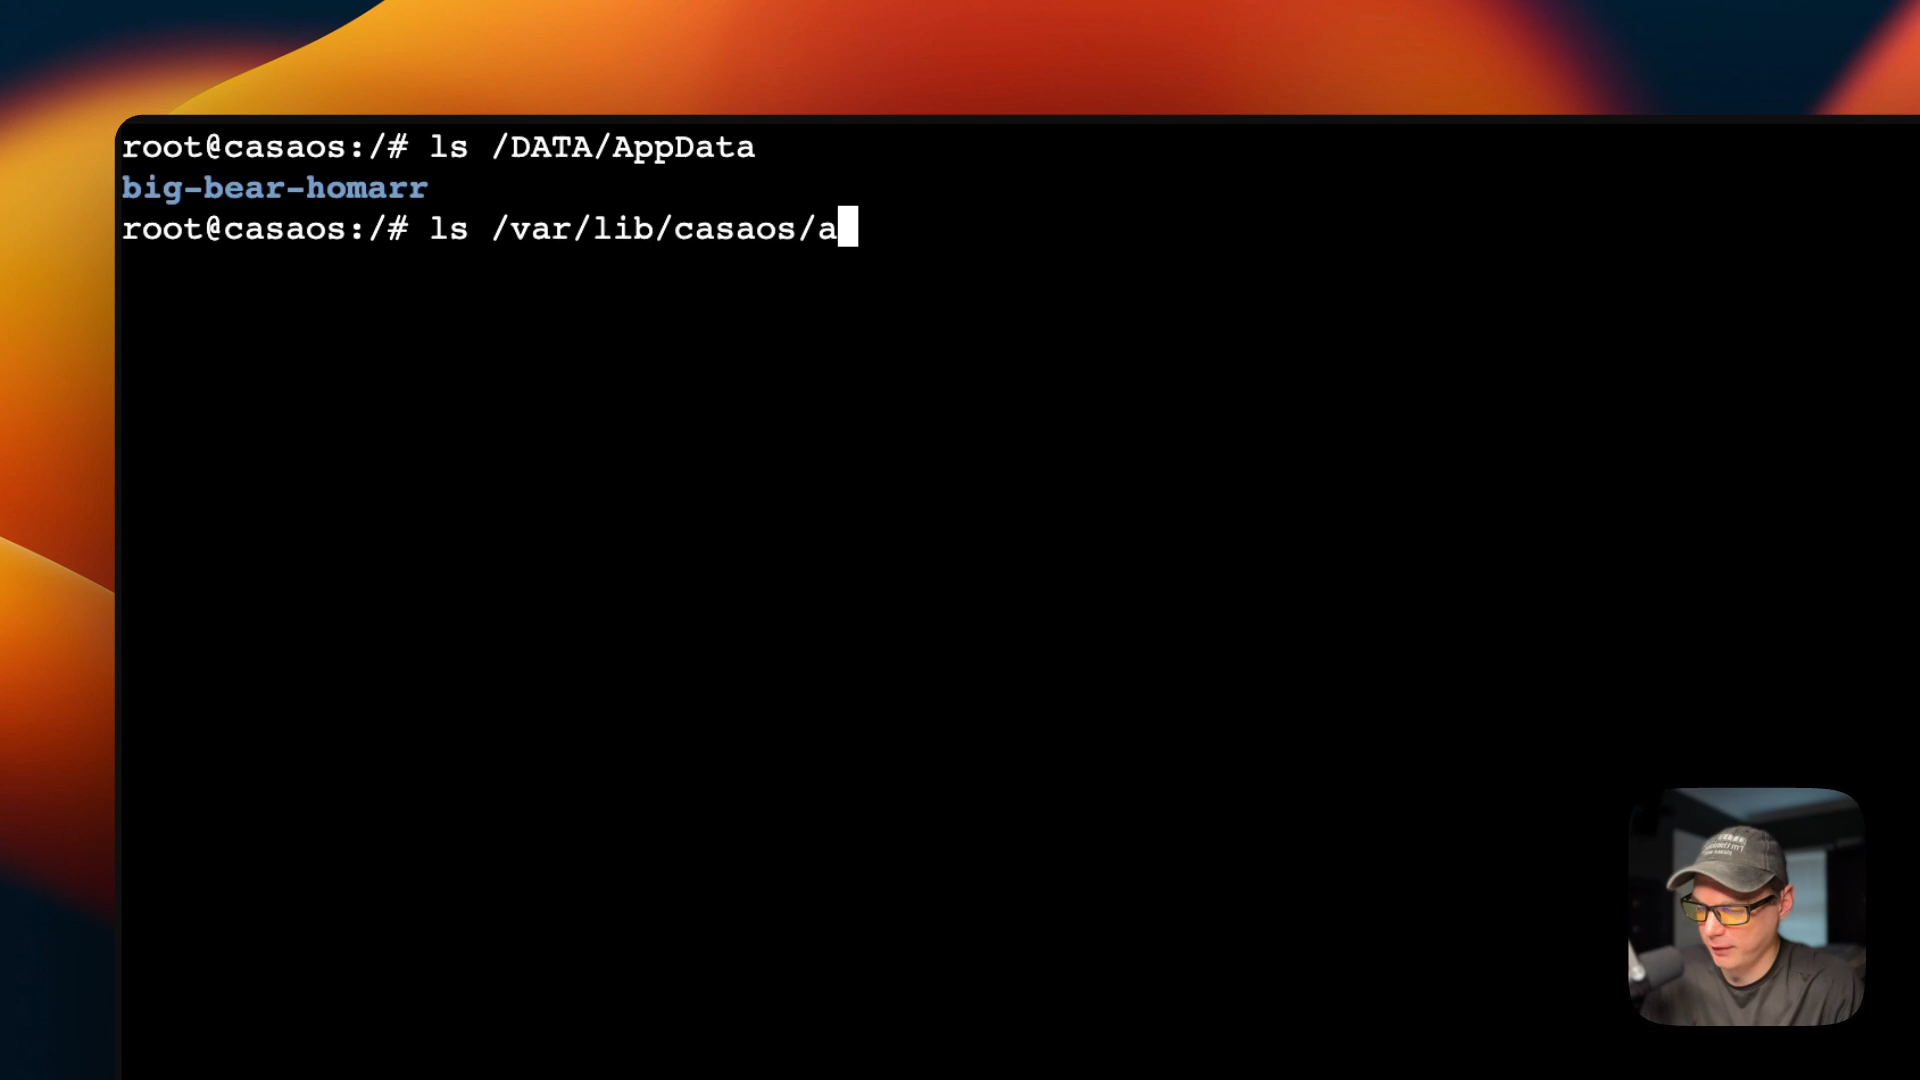 root@casaos:/# ls /DATA/AppData
big-bear-homarr
root@casaos:/# ls /var/lib/casaos/a